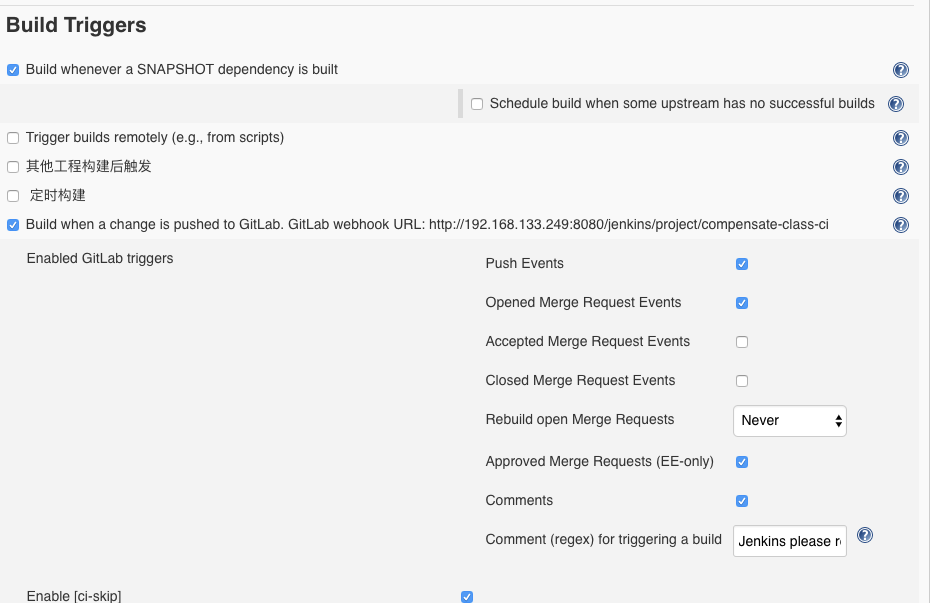 Build Triggers
Build whenever a SNAPSHOT dependency is built
Schedule build when some upstream has no successful builds
Trigger builds remotely (e.g., from scripts)
其他工程构建后触发
定时构建
Build when a change is pushed to GitLab. GitLab webhook URL: http://192.168.133.249:8080/jenkins/project/compensate-class-ci
Enabled GitLab triggers
Push Events
Opened Merge Request Events
Accepted Merge Request Events
Closed Merge Request Events
Rebuild open Merge Requests Never
Approved Merge Requests (EE-only)
Comments
Comment (regex) for triggering a build Jenkins please r
Enable [ci-skip]